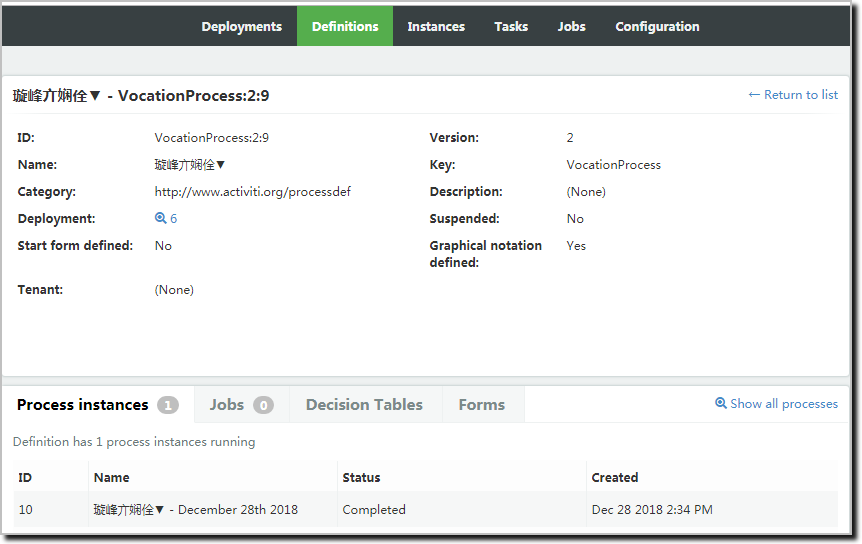 Deployments Definitions Instances Tasks Jobs Configuration
璇峰亣娴佺▼ - VocationProcess:2:9 ← Return to list
ID: VocationProcess:2:9 Version: 2
Name: 璇峰亣娴佺▼ Key: VocationProcess
Category: http://www.activiti.org/processdef Description: (None)
Deployment: 6 Suspended: No
Start form defined: No Graphical notation defined: Yes
Tenant: (None)
Process instances 1 Jobs 0 Decision Tables Forms Show all processes
Definition has 1 process instances running
ID Name Status Created
10 璇峰亣娴佺▼ - December 28th 2018 Completed Dec 28 2018 2:34 PM